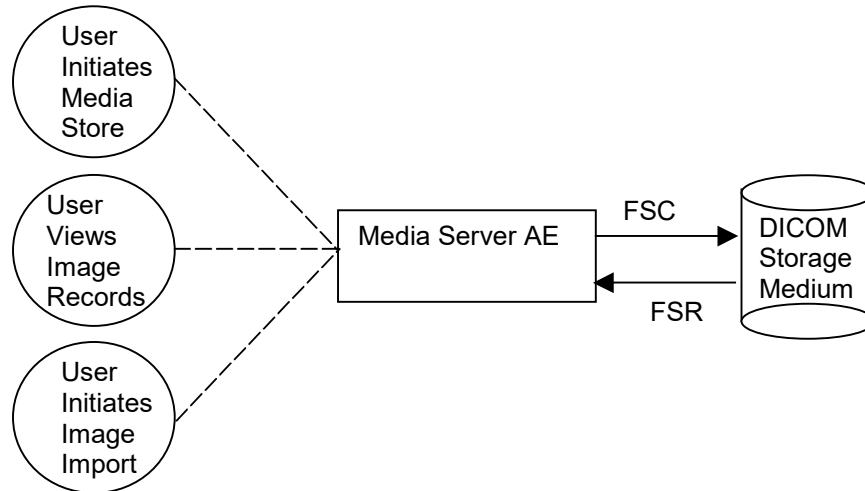 User
Initiates
Media
Store
User
Views
Image
Records
User
Initiates
Image
Import
Media Server AE
FSC
FSR
DICOM
Storage
Medium